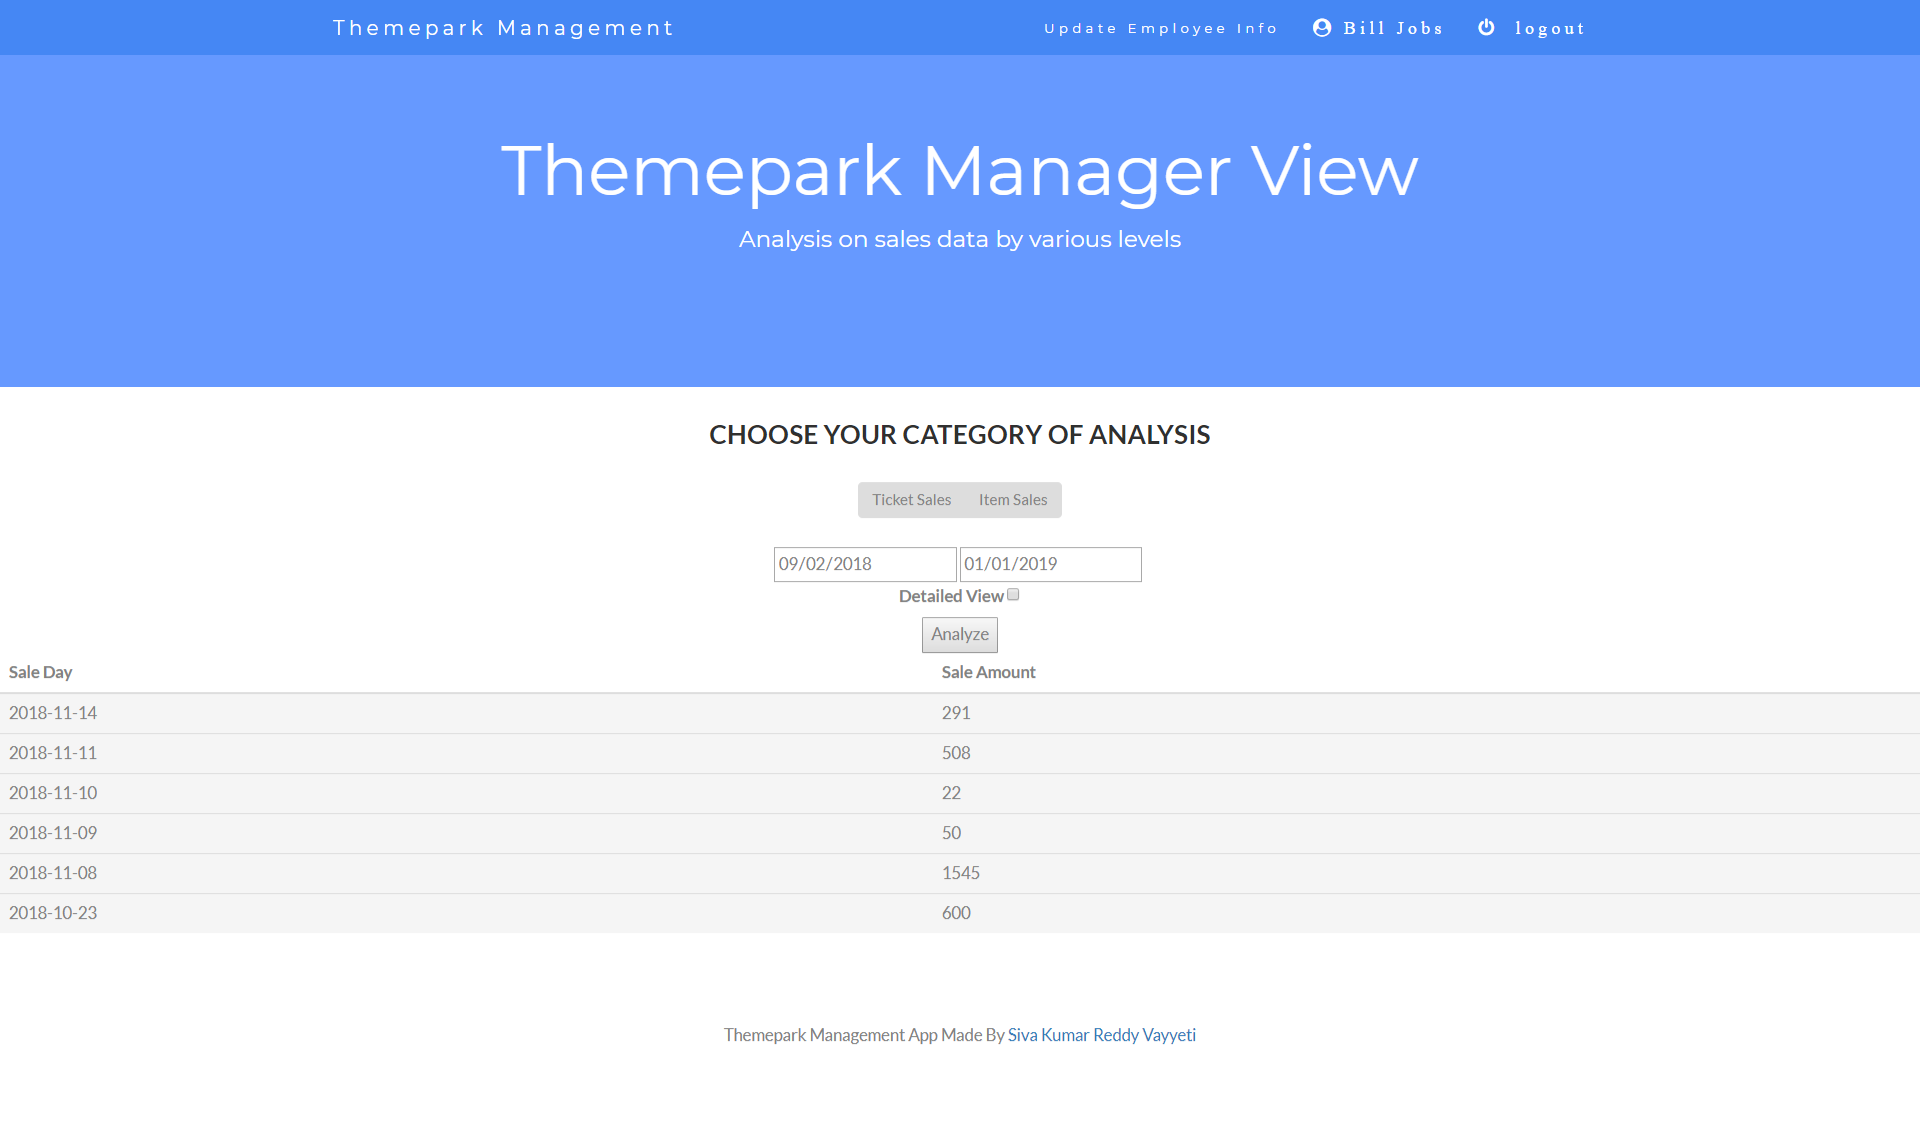 Themepark Management Update Employee Info Bill Jobs logout
Themepark Manager View
Analysis on sales data by various levels
CHOOSE YOUR CATEGORY OF ANALYSIS
Ticket Sales Item Sales
09/02/2018 01/01/2019
Detailed View
Analyze
Sale Day Sale Amount
2018-11-14 291
2018-11-11 508
2018-11-10 22
2018-11-09 50
2018-11-08 1545
2018-10-23 600
Themepark Management App Made By Siva Kumar Reddy Vayyeti